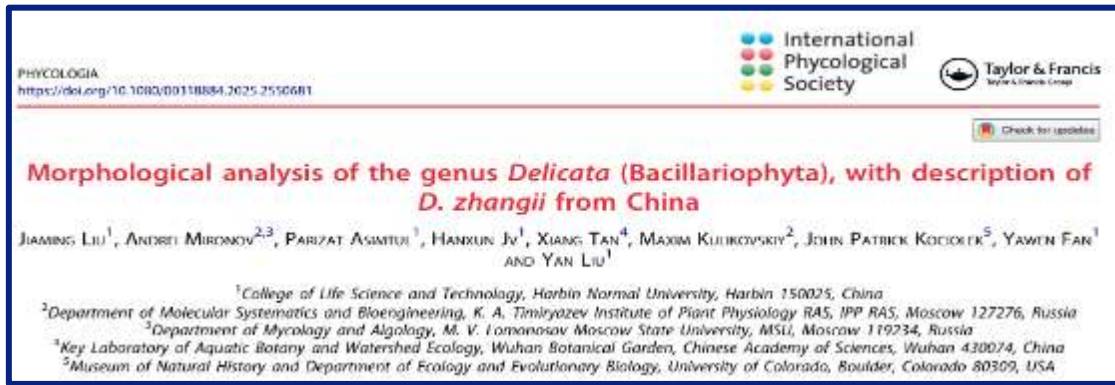 International
Phycological
Society
Taylor & Francis
Taylor & Francis Group
PHYCOLOGIA
https://doi.org/10.1080/00318884.2025.2550681
Check for updates
Morphological analysis of the genus Delicata (Bacillariophyta), with description of
D. zhangii from China
JIAMING LIU¹, ANDREI MIRONOV²,³, PARIZAT ¹, HANXUN JV¹, XIANG TAN⁴, MAXIM KULIKOVSKIY², JOHN PATRICK KOCIOLEK⁵, YAWEN FAN¹
AND YAN LIU¹
¹College of Life Science and Technology, Harbin Normal University, Harbin 150025, China
²Department of Molecular Systematics and Bioengineering, K. A. Timiryazev Institute of Plant Physiology RAS, IPP RAS, Moscow 127276, Russia
³Department of Mycology and Algology, M. V. Lomonosov Moscow State University, MSU, Moscow 119234, Russia
⁴Key Laboratory of Aquatic Botany and Watershed Ecology, Wuhan Botanical Garden, Chinese Academy of Sciences, Wuhan 430074, China
⁵Museum of Natural History and Department of Ecology and Evolutionary Biology, University of Colorado, Boulder, Colorado 80309, USA